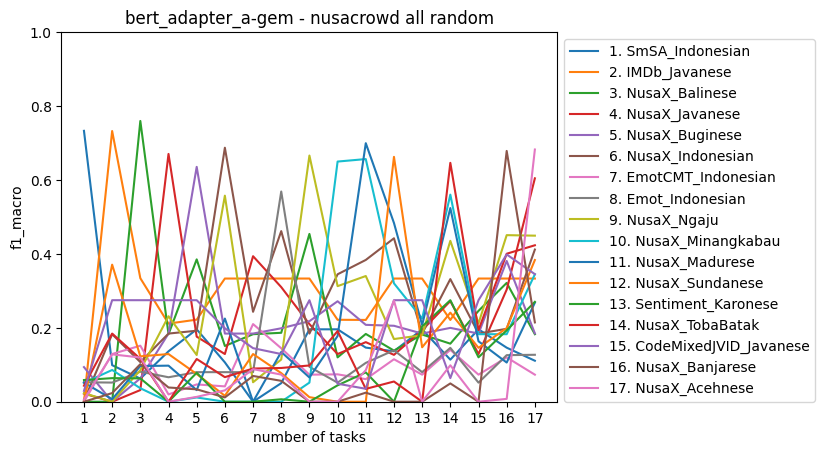 bert_adapter_a-gem - nusacrowd all random
1.0
0.8
0.6
0.4
0.2
0.0
f1_macro
1 2 3 4 5 6 7 8 9 10 11 12 13 14 15 16 17
number of tasks
1. SmSA_Indonesian
2. IMDb_Javanese
3. NusaX_Balinese
4. NusaX_Javanese
5. NusaX_Buginese
6. NusaX_Indonesian
7. EmotCMT_Indonesian
8. Emot_Indonesian
9. NusaX_Ngaju
10. NusaX_Minangkabau
11. NusaX_Madurese
12. NusaX_Sundanese
13. Sentiment_Karonese
14. NusaX_TobaBatak
15. CodeMixedJVID_Javanese
16. NusaX_Banjarese
17. NusaX_Acehnese